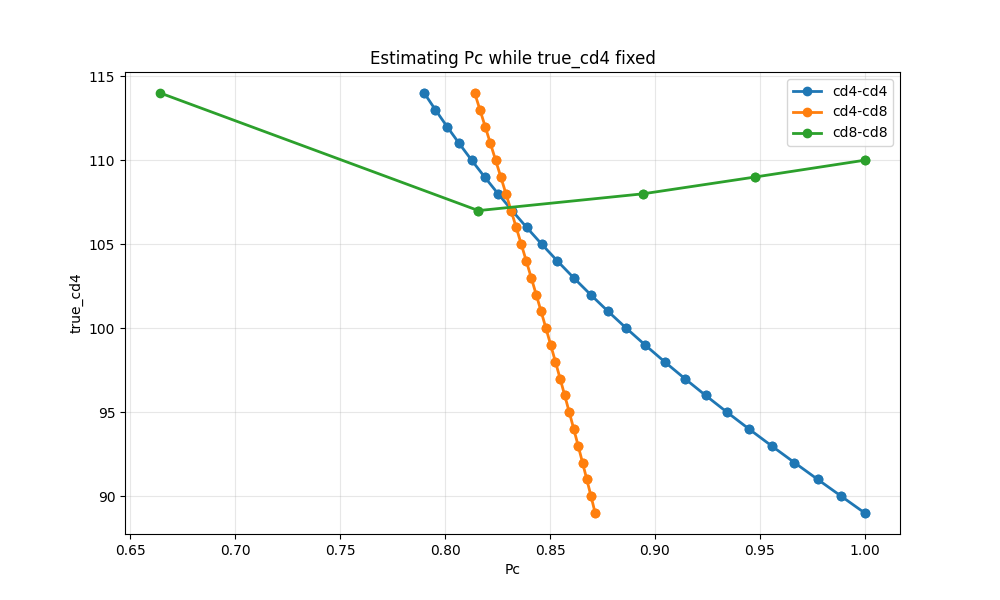 Estimating Pc while true_cd4 fixed
cd4-cd4
cd4-cd8
cd8-cd8
true_cd4
115
110
105
100
95
90
0.65 0.70 0.75 0.80 0.85 0.90 0.95 1.00
Pc